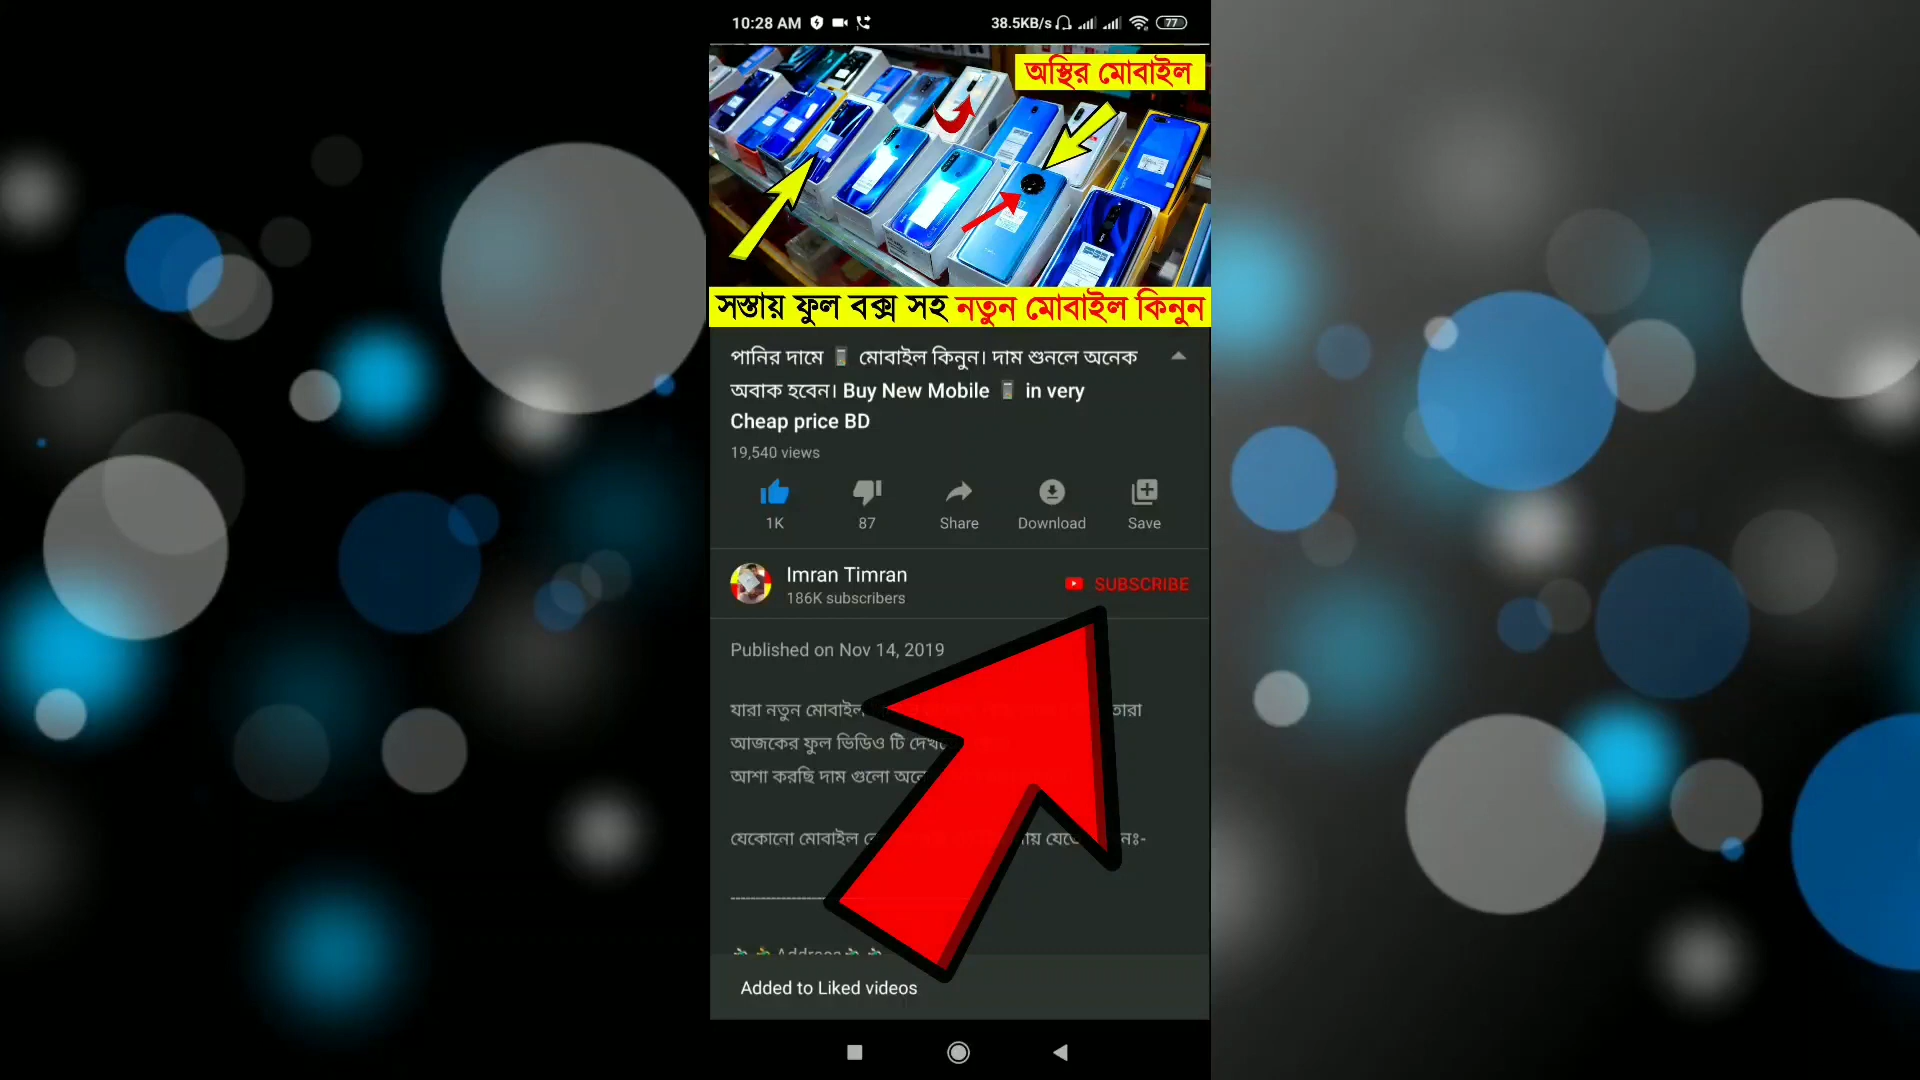 10:28 AM 38.5KB/s 77
অস্থির মোবাইল
সস্তায় ফুল বক্স সহ নতুন মোবাইল কিনুন
পানির দামে 📱 মোবাইল কিনুন। দাম শুনলে অনেক
অবাক হবেন। Buy New Mobile 📱 in very
Cheap price BD
19,540 views
1K 87 Share Download Save
Imran Timran
186K subscribers
SUBSCRIBE
Published on Nov 14, 2019
যারা নতুন মোবাইল
আজকের ফুল ভিডিও টি
আশা করছি দাম গুলো
যেকোনো মোবাইল
Added to Liked videos